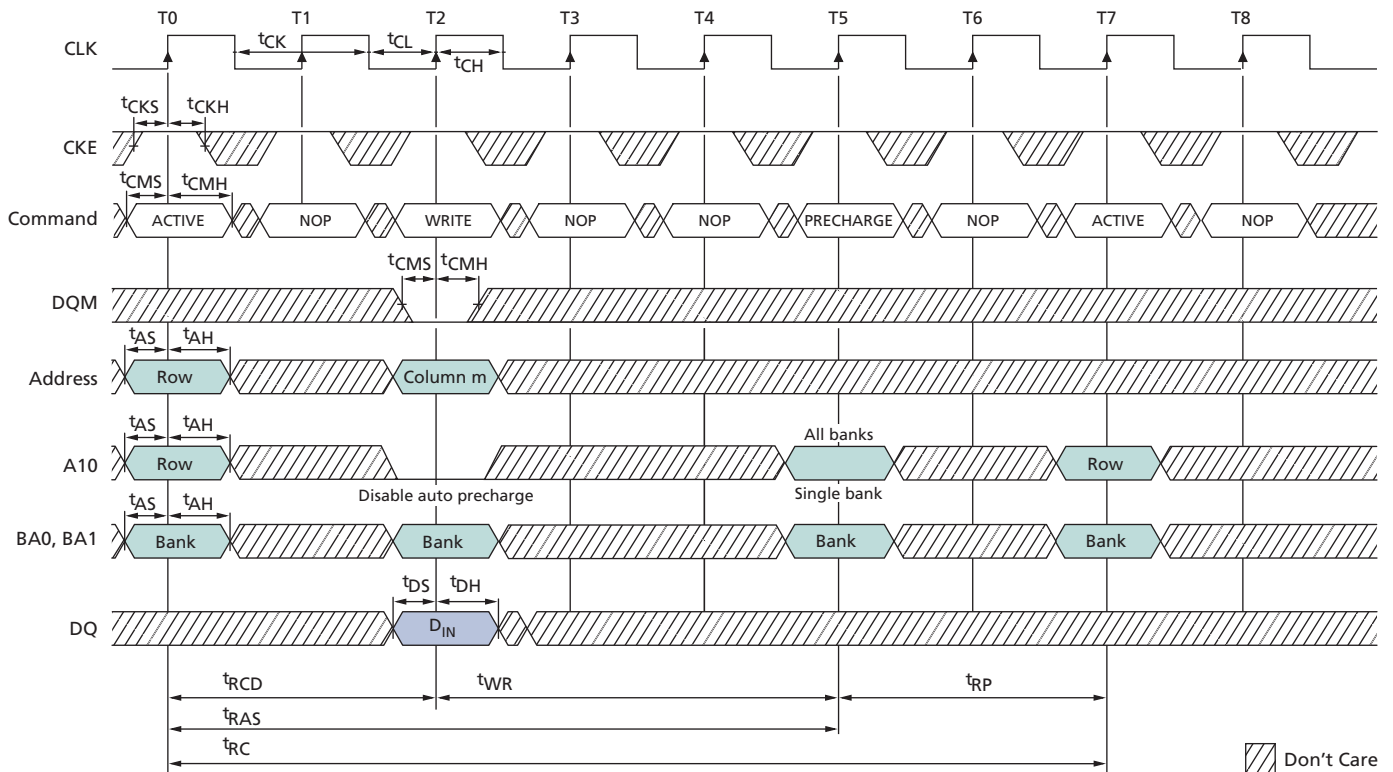 T0 T1 T2 T3 T4 T5 T6 T7 T8
CLK
tCK tCL
tCH
tCKS tCKH
CKE
tCMS tCMH
Command ACTIVE NOP WRITE NOP NOP PRECHARGE NOP ACTIVE NOP
tCMS tCMH
DQM
tAS tAH
Address Row Column m
tAS tAH All banks
A10 Row Row
Disable auto precharge Single bank
tAS tAH
BA0, BA1 Bank Bank Bank Bank
tDS tDH
DQ DIN
tRCD tWR tRP
tRAS
tRC
Don't Care